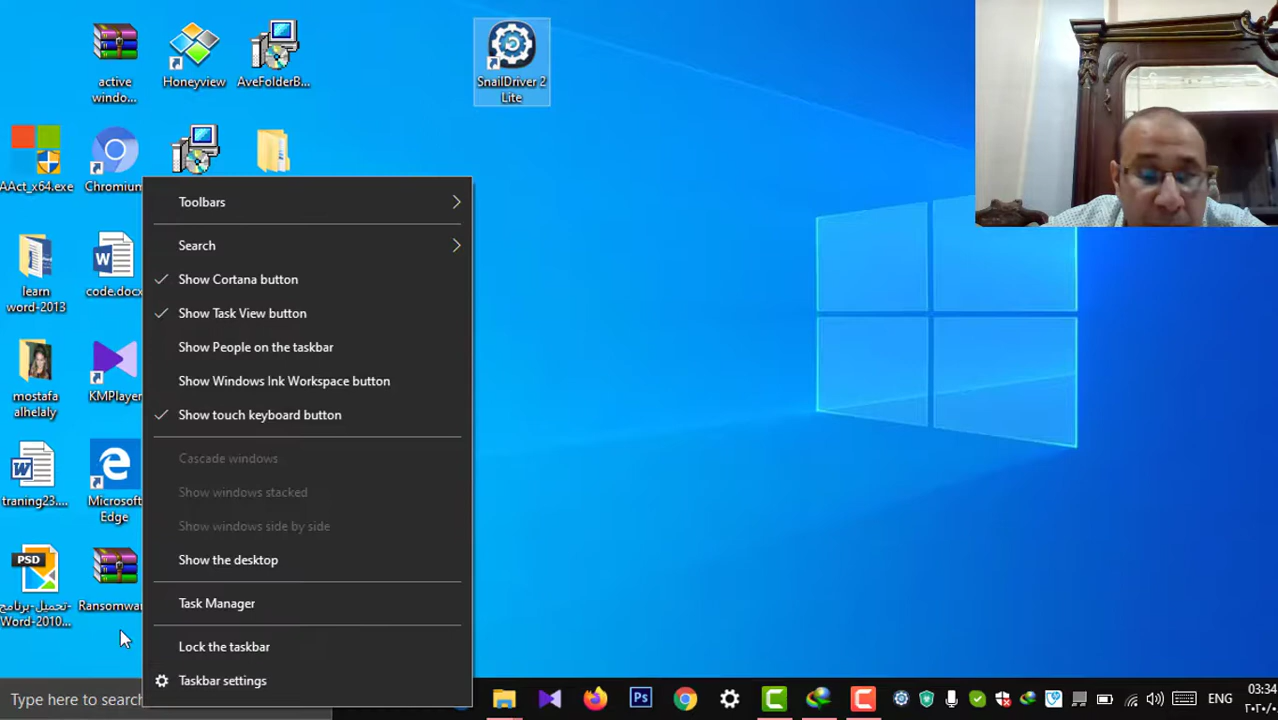 active
windo...
Honeyview
AveFolderB...
SnailDriver 2
Lite
AAct_x64.exe
Chromium
learn
word-2013
code.docx
mostafa
alhelaly
KMPlayer
traning23....
Microsoft
Edge
PSD
تحميل-برنامج-
Word-2010...
Ransomwar
Toolbars
Search
Show Cortana button
Show Task View button
Show People on the taskbar
Show Windows Ink Workspace button
Show touch keyboard button
Cascade windows
Show windows stacked
Show windows side by side
Show the desktop
Task Manager
Lock the taskbar
Taskbar settings
Type here to search
Ps
ENG
03:34